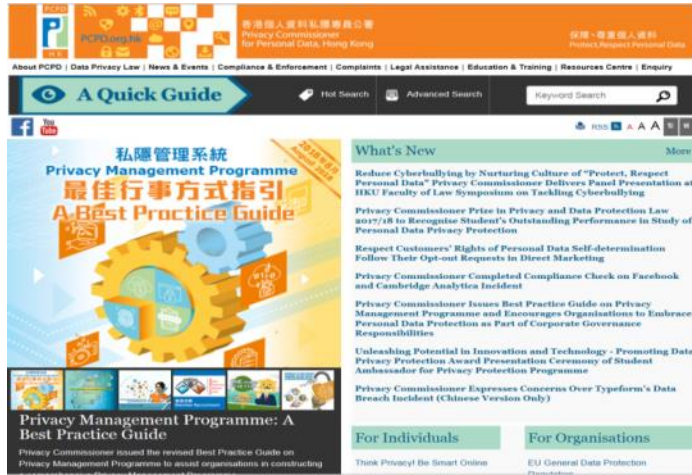 PCPD
PCPD.org.hk
H K
香港個人資料私隱專員公署
Privacy Commissioner
for Personal Data, Hong Kong
保障、尊重個人資料
Protect, Respect Personal Data
About PCPD | Data Privacy Law | News & Events | Compliance & Enforcement | Complaints | Legal Assistance | Education & Training | Resources Centre | Enquiry
A Quick Guide
Hot Search
Advanced Search
Keyword Search
f
You Tube
RSS A A A 繁
私隱管理系統
Privacy Management Programme
最佳行事方式指引
A Best Practice Guide
2018年8月
August 2018
Privacy Management Programme: A
Best Practice Guide
Privacy Commissioner issued the revised Best Practice Guide on
Privacy Management Programme to assist organisations in constructing
What's New
More
Reduce Cyberbullying by Nurturing Culture of "Protect, Respect
Personal Data" Privacy Commissioner Delivers Panel Presentation at
HKU Faculty of Law Symposium on Tackling Cyberbullying
Privacy Commissioner Prize in Privacy and Data Protection Law
2017/18 to Recognise Student's Outstanding Performance in Study of
Personal Data Privacy Protection
Respect Customers' Rights of Personal Data Self-determination
Follow Their Opt-out Requests in Direct Marketing
Privacy Commissioner Completed Compliance Check on Facebook
and Cambridge Analytica Incident
Privacy Commissioner Issues Best Practice Guide on Privacy
Management Programme and Encourages Organisations to Embrace
Personal Data Protection as Part of Corporate Governance
Responsibilities
Unleashing Potential in Innovation and Technology - Promoting Data
Privacy Protection Award Presentation Ceremony of Student
Ambassador for Privacy Protection Programme
Privacy Commissioner Expresses Concerns Over Typeform's Data
Breach Incident (Chinese Version Only)
For Individuals
Think Privacy! Be Smart Online
For Organisations
EU General Data Protection